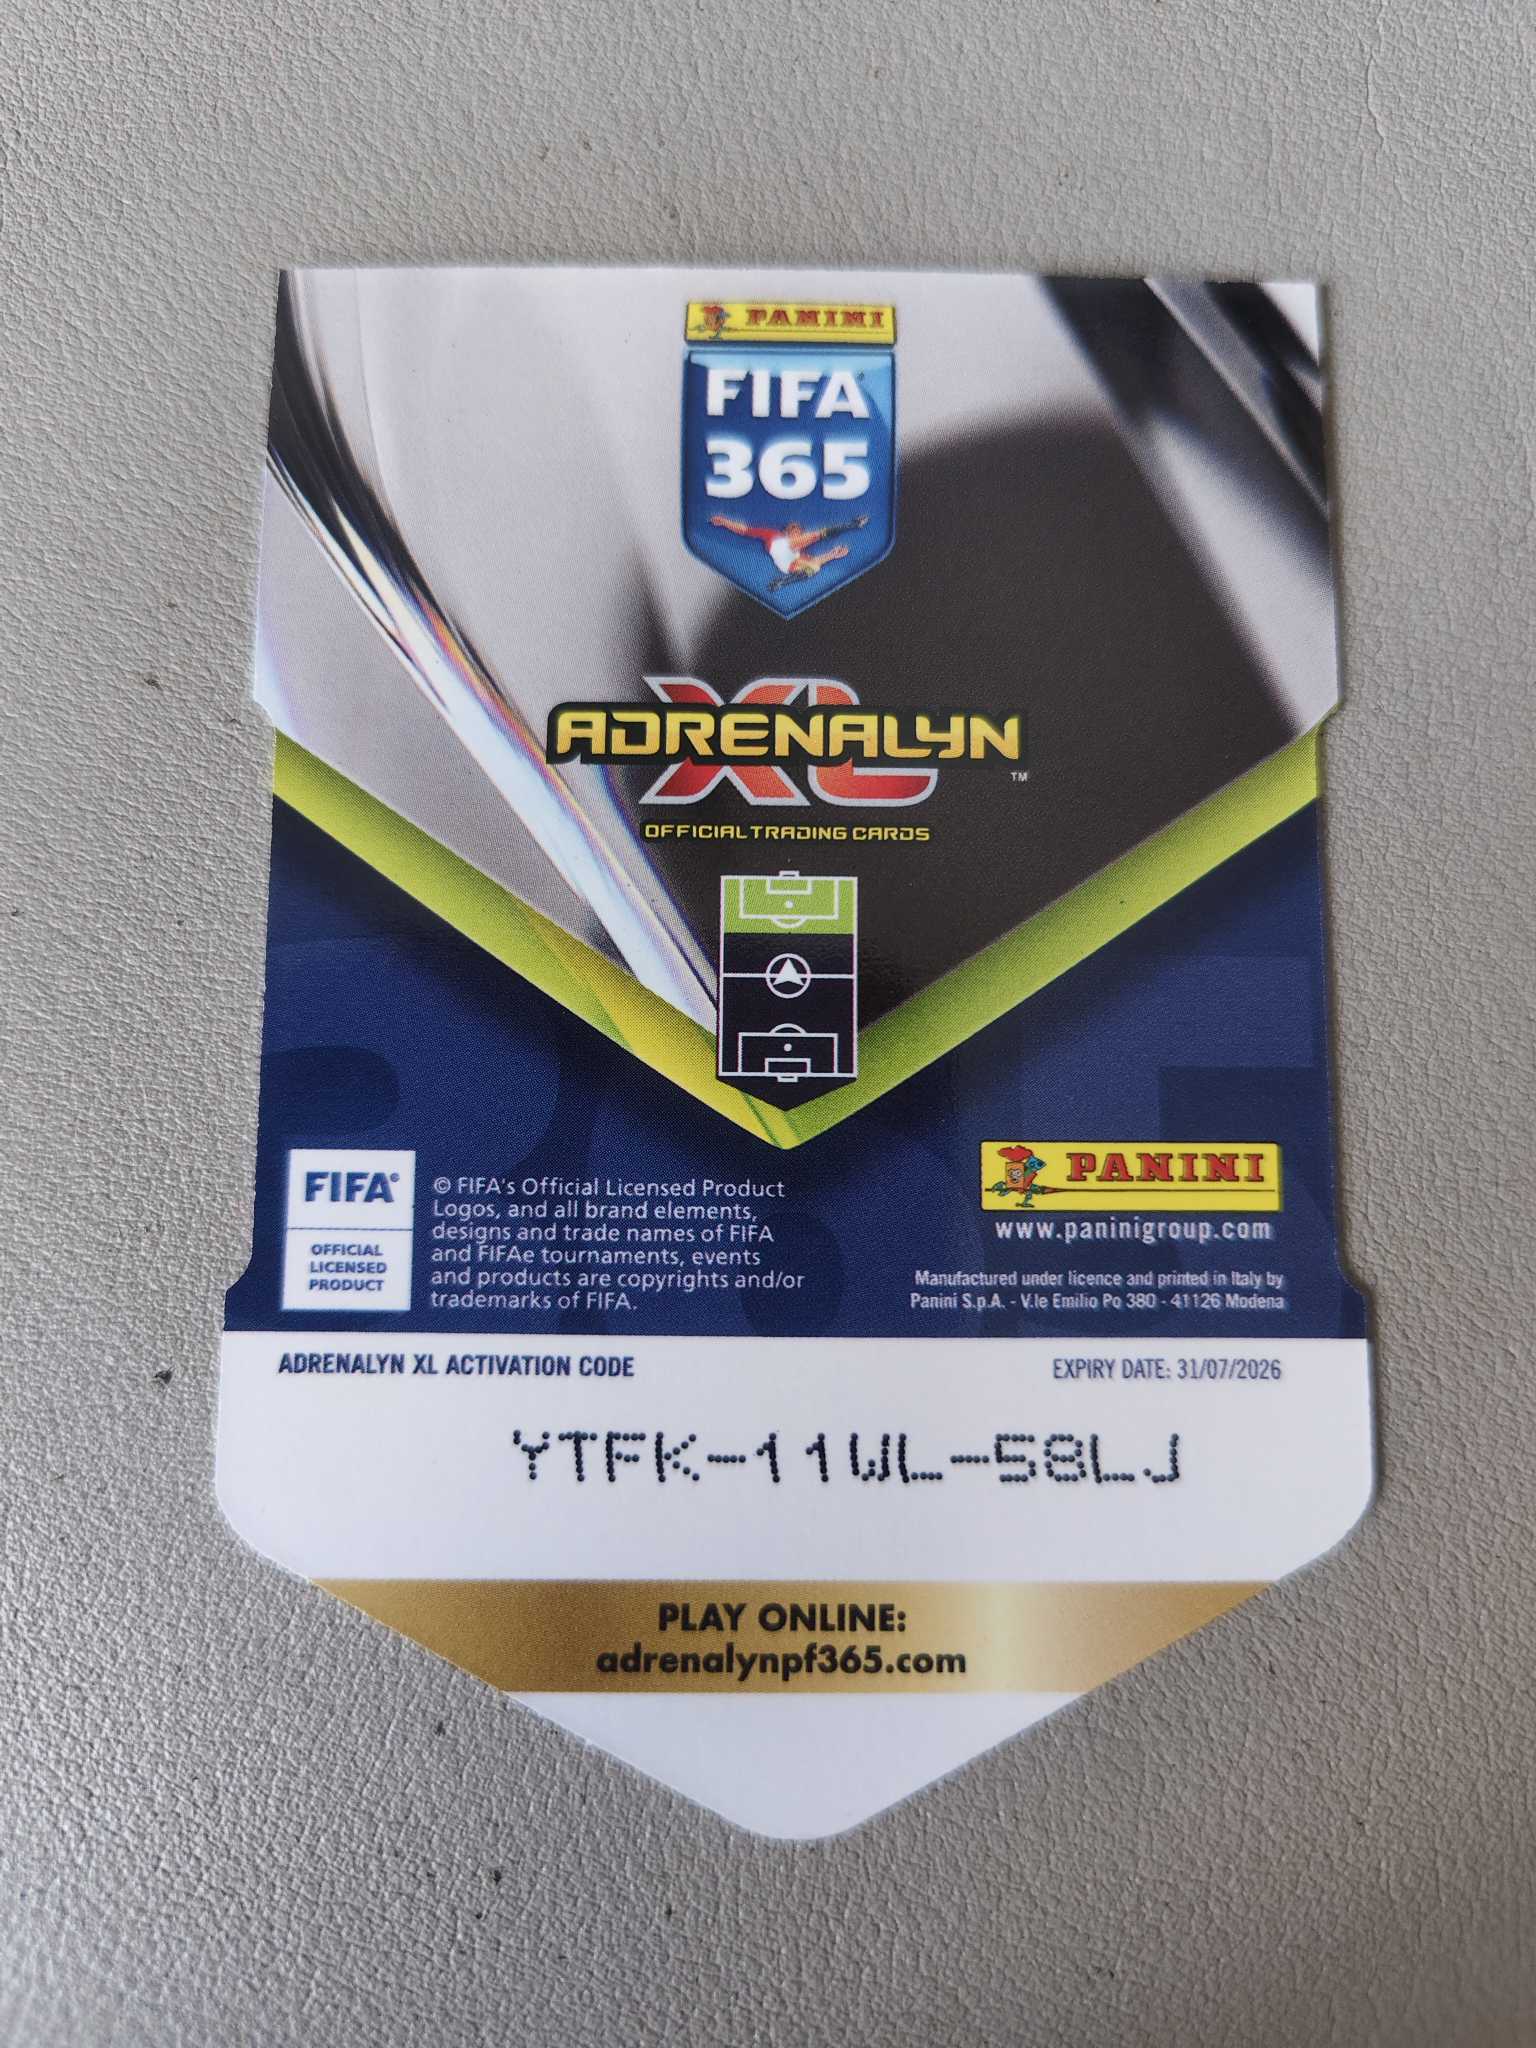 PANINI
FIFA
365
XL
ADRENALYN
™
OFFICIAL TRADING CARDS
FIFA®
OFFICIAL
LICENSED
PRODUCT
© FIFA's Official Licensed Product
Logos, and all brand elements,
designs and trade names of FIFA
and FIFAe tournaments, events
and products are copyrights and/or
trademarks of FIFA.
PANINI
www.paninigroup.com
Manufactured under licence and printed in Italy by
Panini S.p.A. - V.le Emilio Po 380 - 41126 Modena
ADRENALYN XL ACTIVATION CODE
EXPIRY DATE: 31/07/2026
YTFK-11WL-58LJ
PLAY ONLINE:
adrenalynpf365.com